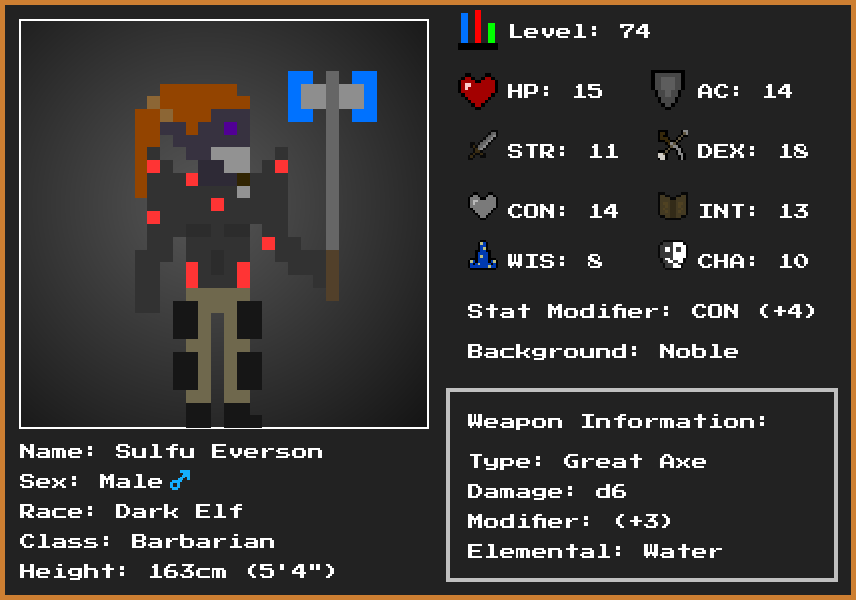 Level: 74
HP: 15
AC: 14
STR: 11
DEX: 18
CON: 14
INT: 13
WIS: 8
CHA: 10
Stat Modifier: CON (+4)
Background: Noble
Weapon Information:
Type: Great Axe
Damage: d6
Modifier: (+3)
Elemental: Water
Name: Sulfu Everson
Sex: Male♂
Race: Dark Elf
Class: Barbarian
Height: 163cm (5'4")